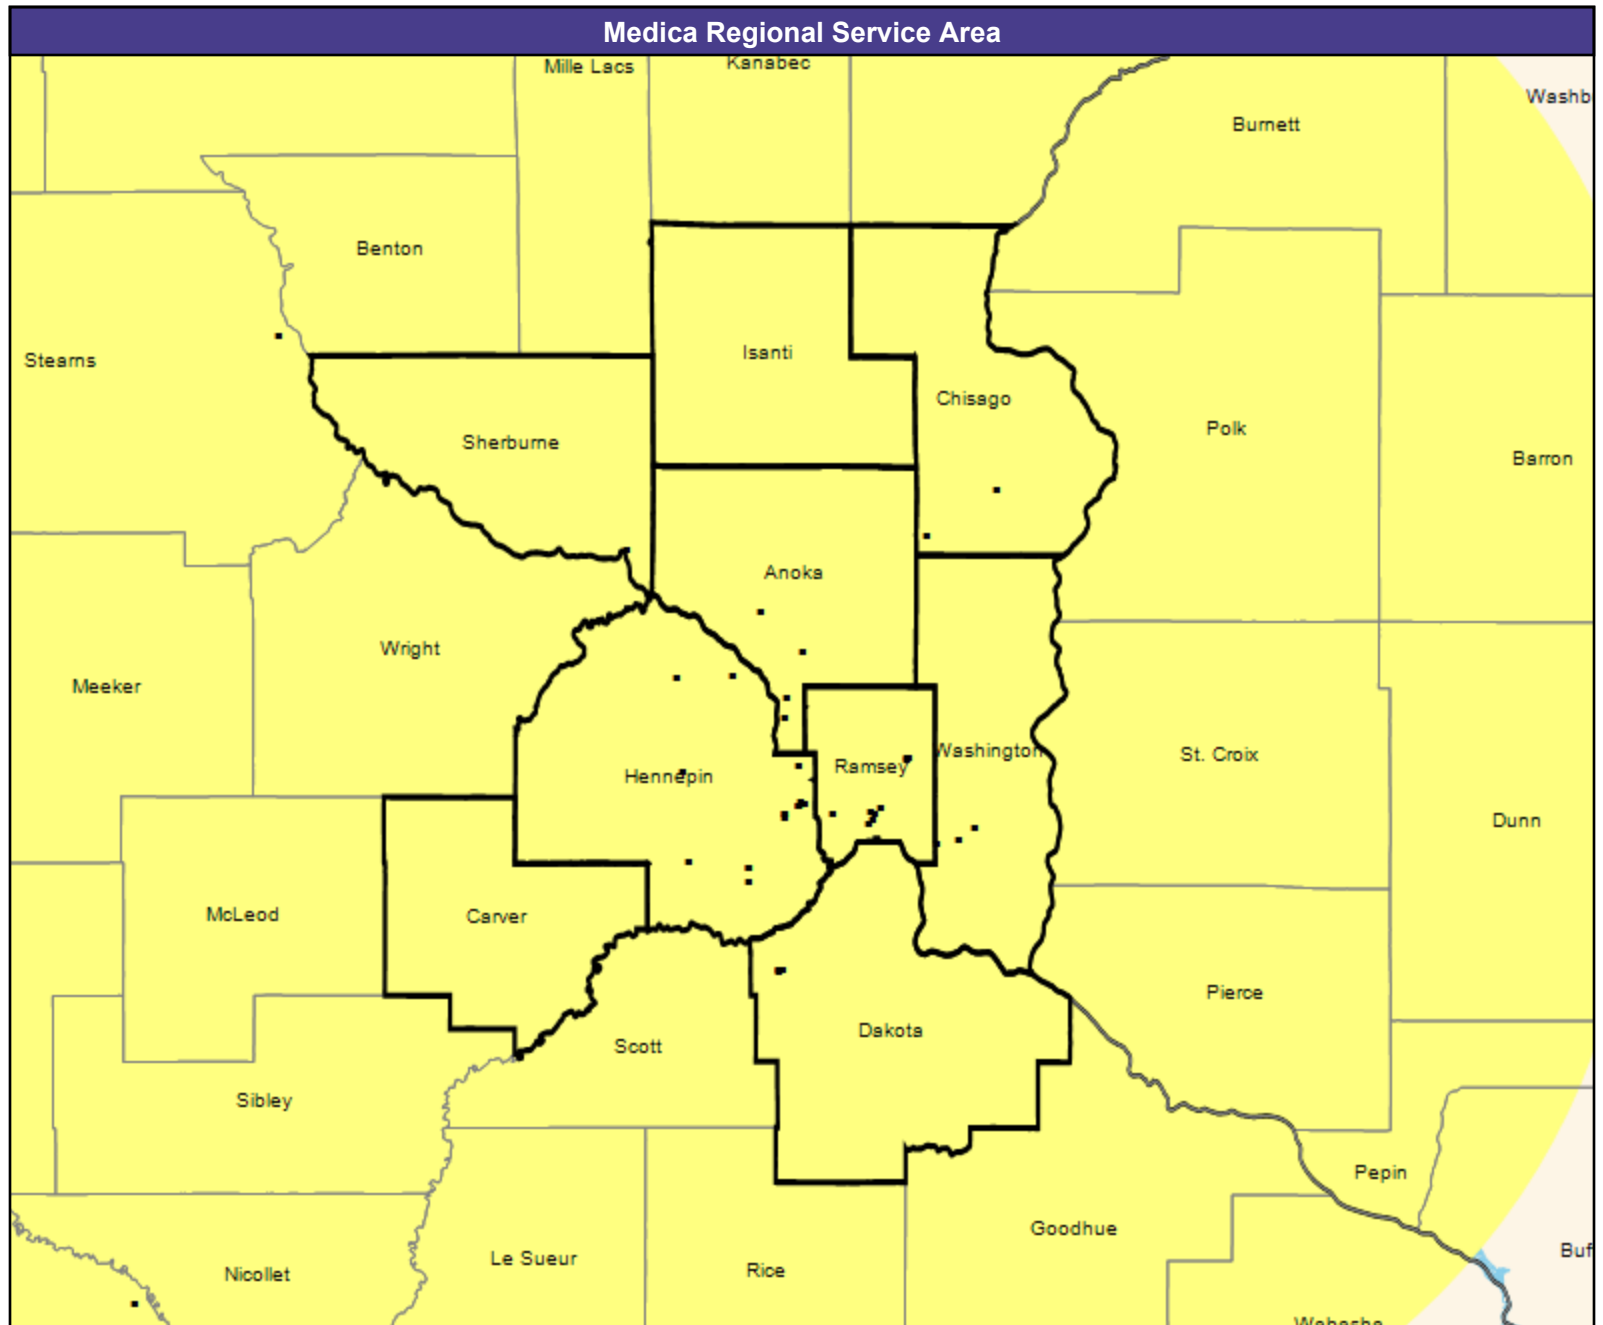 Medica Regional Service Area
Mille Lacs
Kanabec
Washb
Burnett
Benton
Stearns
Isanti
Chisago
Sherburne
Polk
Barron
Anoka
Wright
Meeker
Washington
St. Croix
Ramsey
Hennepin
Dunn
McLeod
Carver
Pierce
Dakota
Scott
Sibley
Pepin
Goodhue
Buf
Le Sueur
Rice
Nicollet